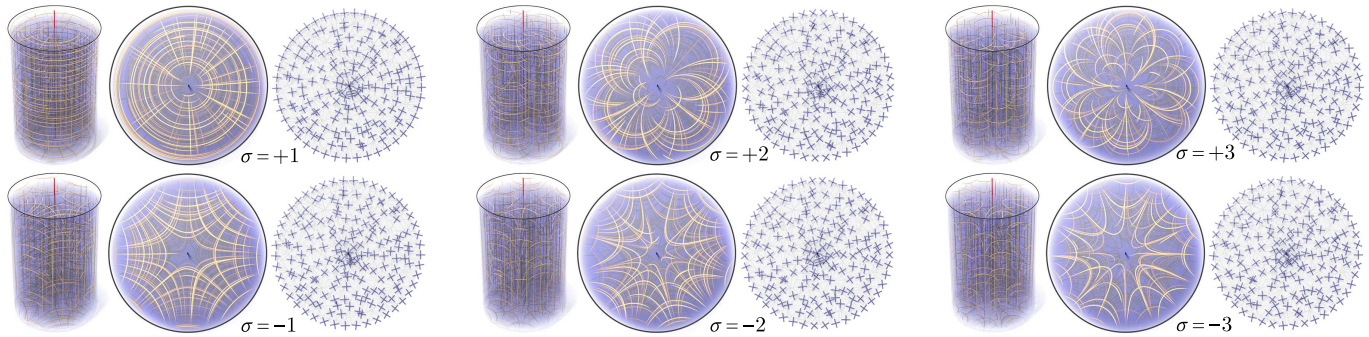 σ = +1
σ = +2
σ = +3
σ = −1
σ = −2
σ = −3